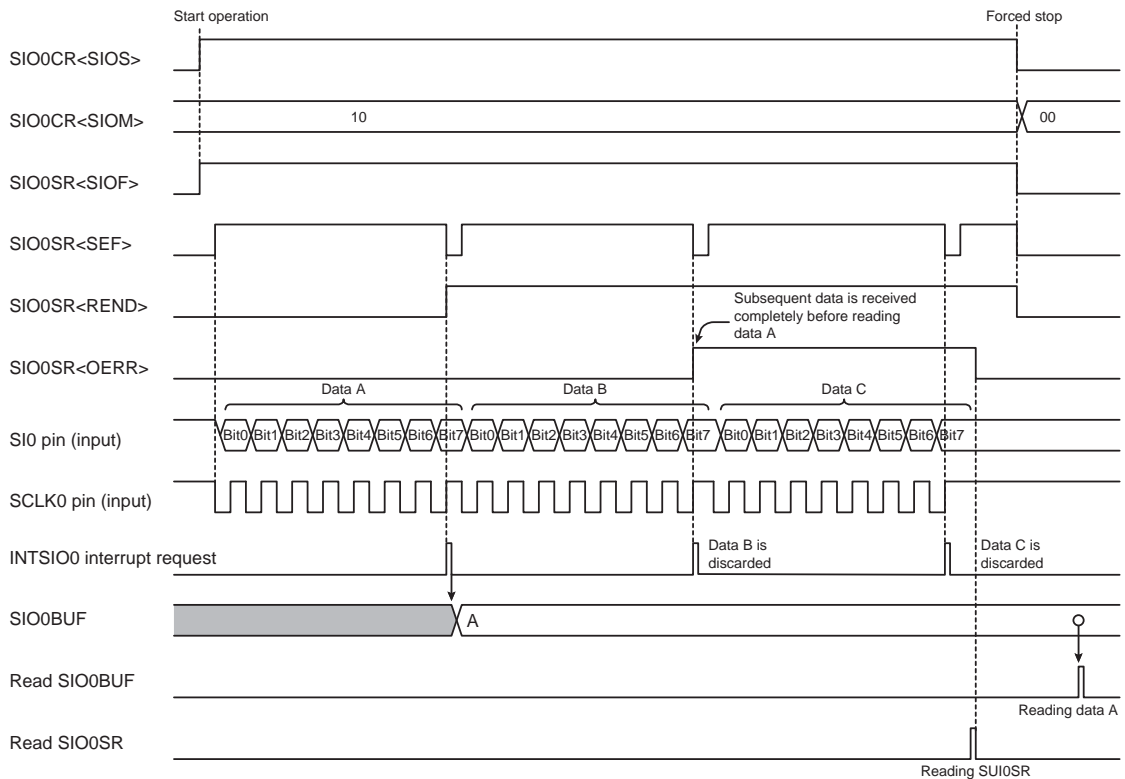 Start operation
Forced stop
SIO0CR<SIOS>
SIO0CR<SIOM>
10
00
SIO0SR<SIOF>
SIO0SR<SEF>
SIO0SR<REND>
Subsequent data is received
completely before reading
data A
SIO0SR<OERR>
Data A
Data B
Data C
SI0 pin (input)
Bit0 Bit1 Bit2 Bit3 Bit4 Bit5 Bit6 Bit7 Bit0 Bit1 Bit2 Bit3 Bit4 Bit5 Bit6 Bit7 Bit0 Bit1 Bit2 Bit3 Bit4 Bit5 Bit6 Bit7
SCLK0 pin (input)
INTSIO0 interrupt request
Data B is
discarded
Data C is
discarded
SIO0BUF
A
Read SIO0BUF
Reading data A
Read SIO0SR
Reading SUI0SR